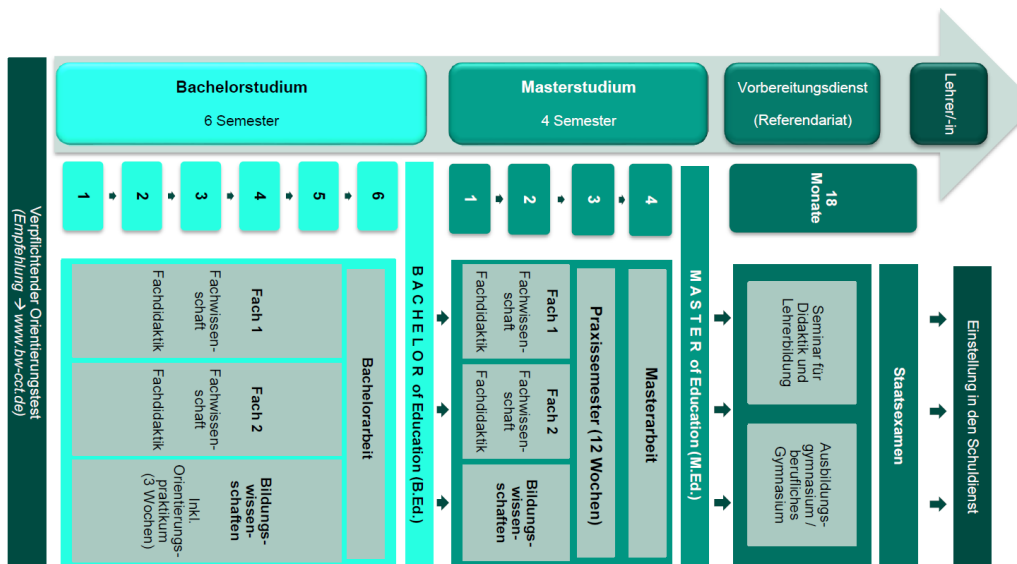 Bachelorstudium
6 Semester
Masterstudium
4 Semester
Vorbereitungsdienst
(Referendariat)
Lehrer/-in
Verpflichtender Orientierungstest
(Empfehlung → www.bw-cct.de)
1
2
3
4
5
6
1
2
3
4
18
Monate
Fach 1
Fachwissen-
schaft
Fachdidaktik
Fach 2
Fachwissen-
schaft
Fachdidaktik
Bildungs-
wissen-
schaften
Inkl.
Orientierungs-
praktikum
(3 Wochen)
Bachelorarbeit
BACHELOR of Education (B.Ed.)
Fach 1
Fachwissen-
schaft
Fachdidaktik
Fach 2
Fachwissen-
schaft
Fachdidaktik
Bildungs-
wissen-
schaften
Praxissemester (12 Wochen)
Masterarbeit
MASTER of Education (M.Ed.)
Seminar für
Didaktik und
Lehrerbildung
Ausbildungs-
gymnasium /
berufliches
Gymnasium
Staatsexamen
Einstellung in den Schuldienst